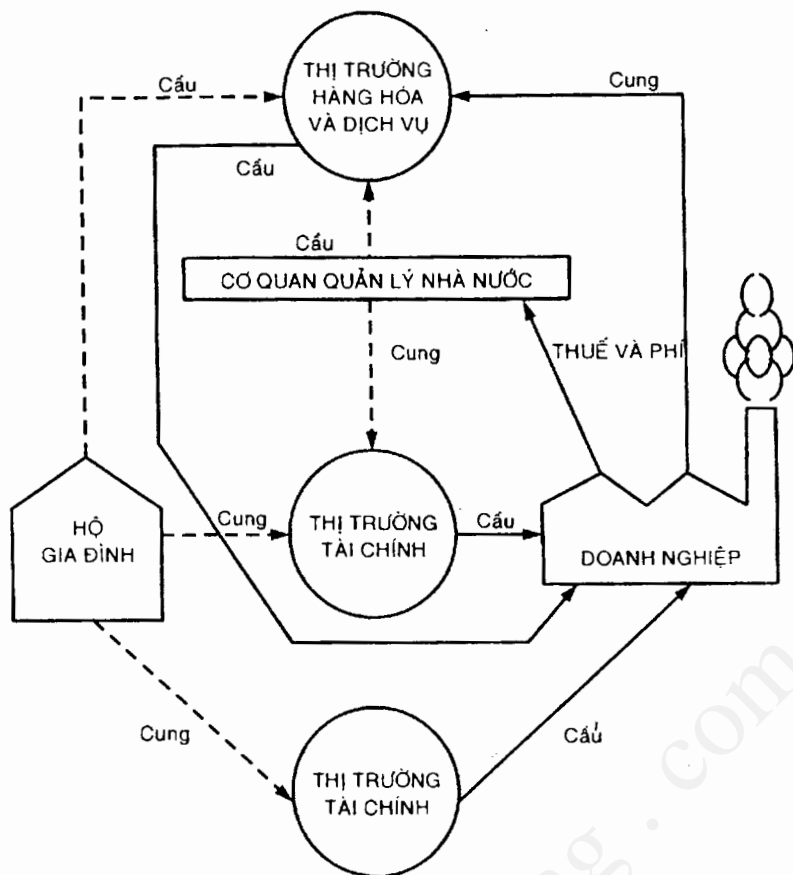 THỊ TRƯỜNG
HÀNG HÓA
VÀ DỊCH VỤ
Cầu
Cung
Cầu
Cầu
CƠ QUAN QUẢN LÝ NHÀ NƯỚC
THUẾ VÀ PHÍ
Cung
HỘ
GIA ĐÌNH
Cung
THỊ TRƯỜNG
TÀI CHÍNH
Cầu
DOANH NGHIỆP
Cung
THỊ TRƯỜNG
TÀI CHÍNH
Cầu
ng . com